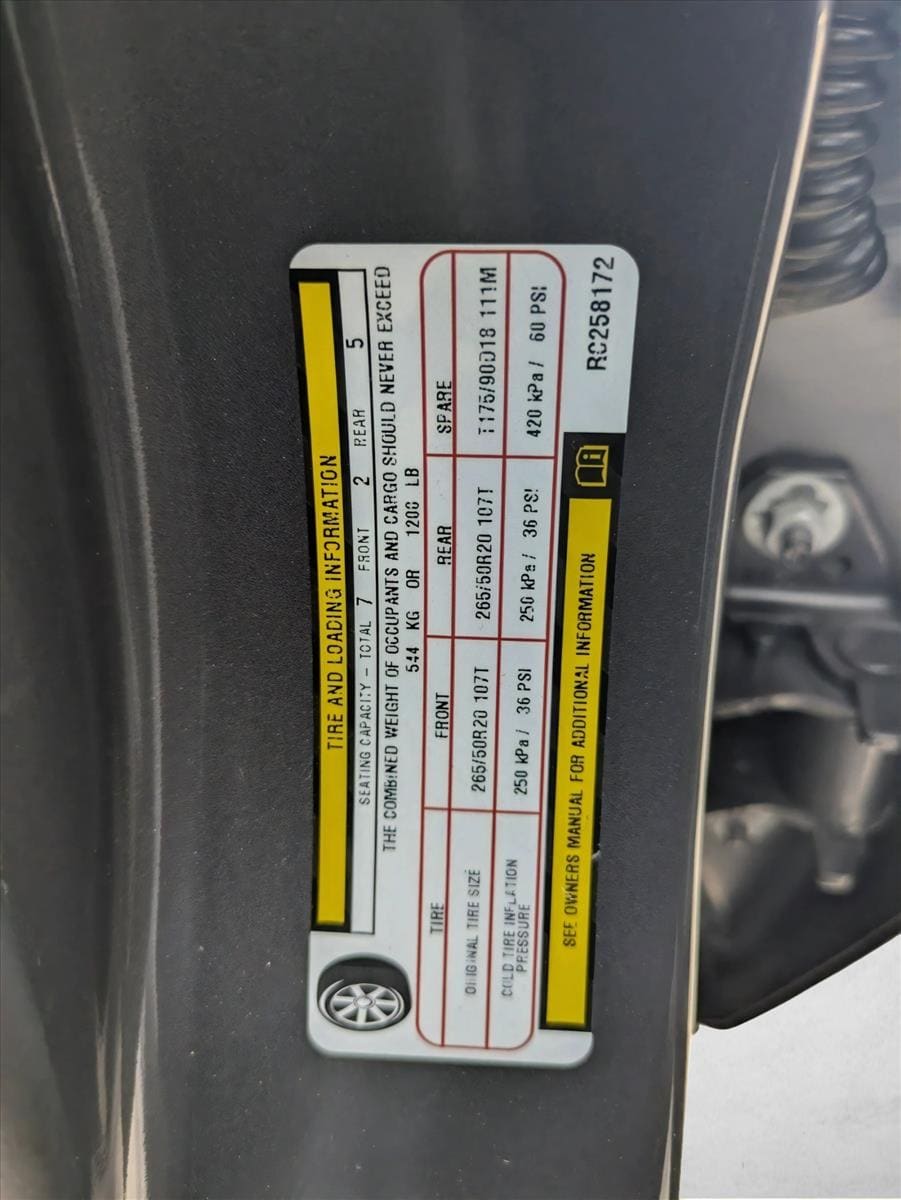 TIRE AND LOADING INFORMATION
SEATING CAPACITY – TOTAL 7 FRONT 2 REAR 5
THE COMBINED WEIGHT OF OCCUPANTS AND CARGO SHOULD NEVER EXCEED
544 KG OR 1200 LB
TIRE FRONT REAR SPARE
ORIGINAL TIRE SIZE 265/50R20 107T 265/50R20 107T T175/90D18 111M
COLD TIRE INFLATION
PRESSURE 250 kPa / 36 PSI 250 kPa / 36 PSI 420 kPa / 60 PSI
SEE OWNERS MANUAL FOR ADDITIONAL INFORMATION
RC258172